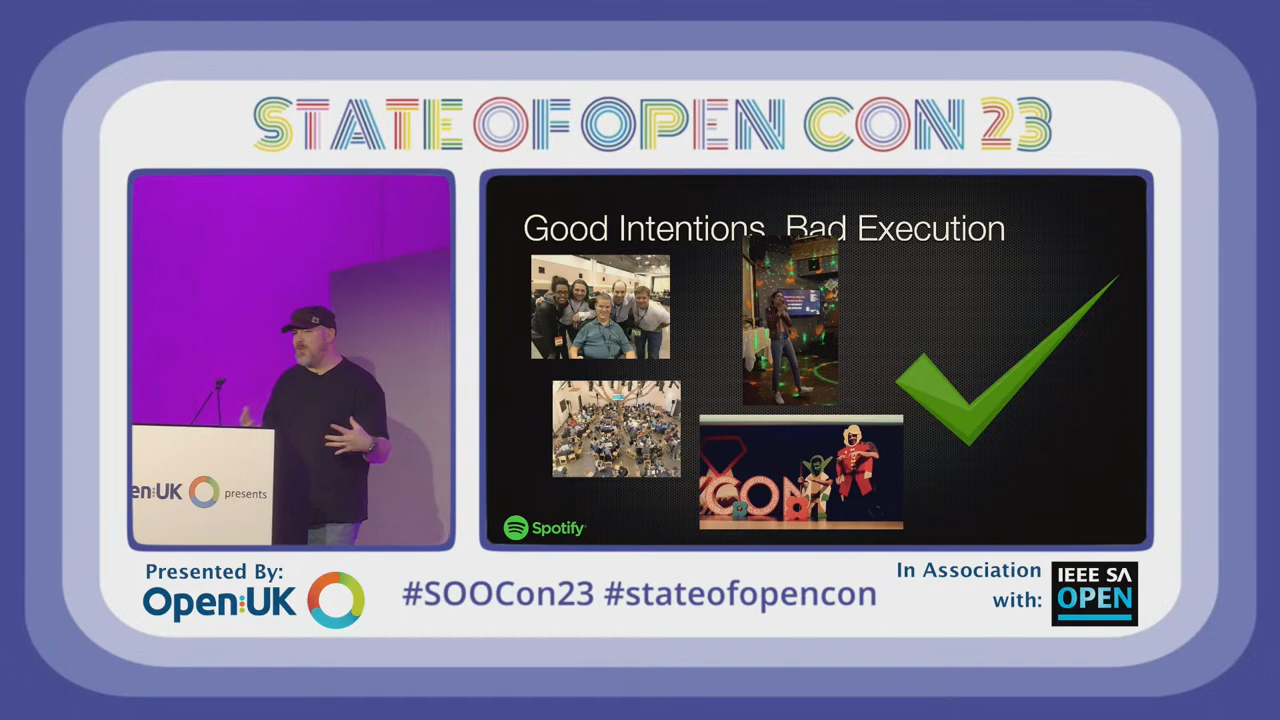 STATE OF OPEN CON 23
Good Intentions, Bad Execution
CON
Spotify
en:UK presents
Presented By:
Open:UK
#SOOCon23 #stateofopencon
In Association
with:
IEEE SA
OPEN